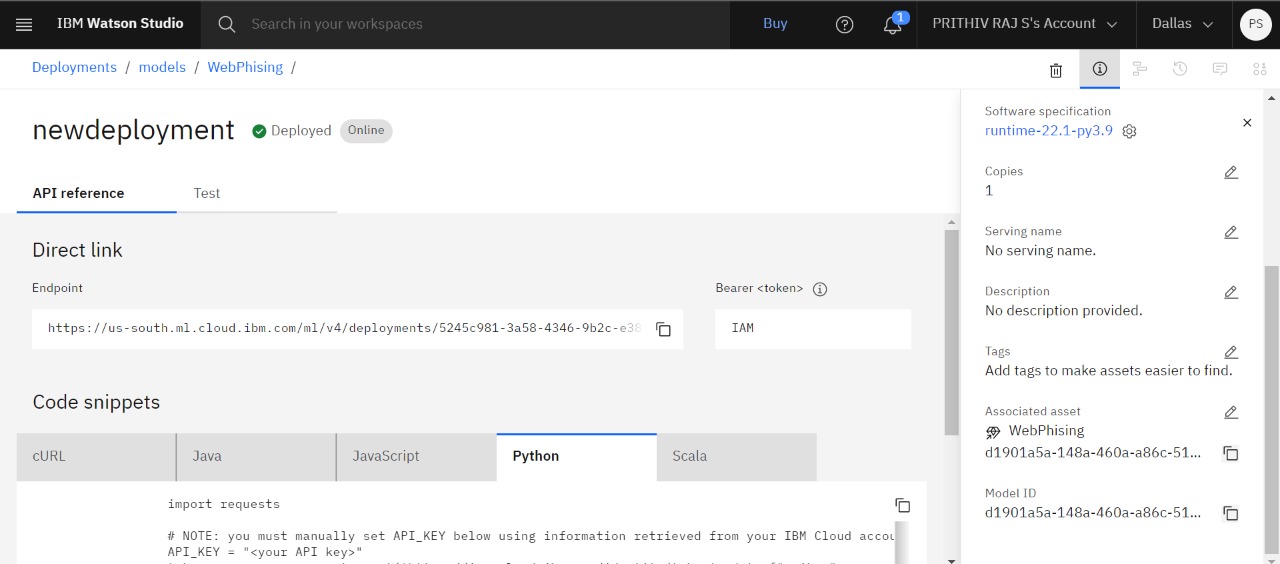 IBM Watson Studio
Search in your workspaces
Buy
1
PRITHIV RAJ S's Account
Dallas
PS
Deployments / models / WebPhising /
newdeployment
Deployed
Online
API reference
Test
Direct link
Endpoint
Bearer <token>
https://us-south.ml.cloud.ibm.com/ml/v4/deployments/5245c981-3a58-4346-9b2c-e38
IAM
Code snippets
cURL
Java
JavaScript
Python
Scala
import requests
# NOTE: you must manually set API_KEY below using information retrieved from your IBM Cloud accou
API_KEY = "<your API key>"
Software specification
runtime-22.1-py3.9
Copies
1
Serving name
No serving name.
Description
No description provided.
Tags
Add tags to make assets easier to find.
Associated asset
WebPhising
d1901a5a-148a-460a-a86c-51...
Model ID
d1901a5a-148a-460a-a86c-51...